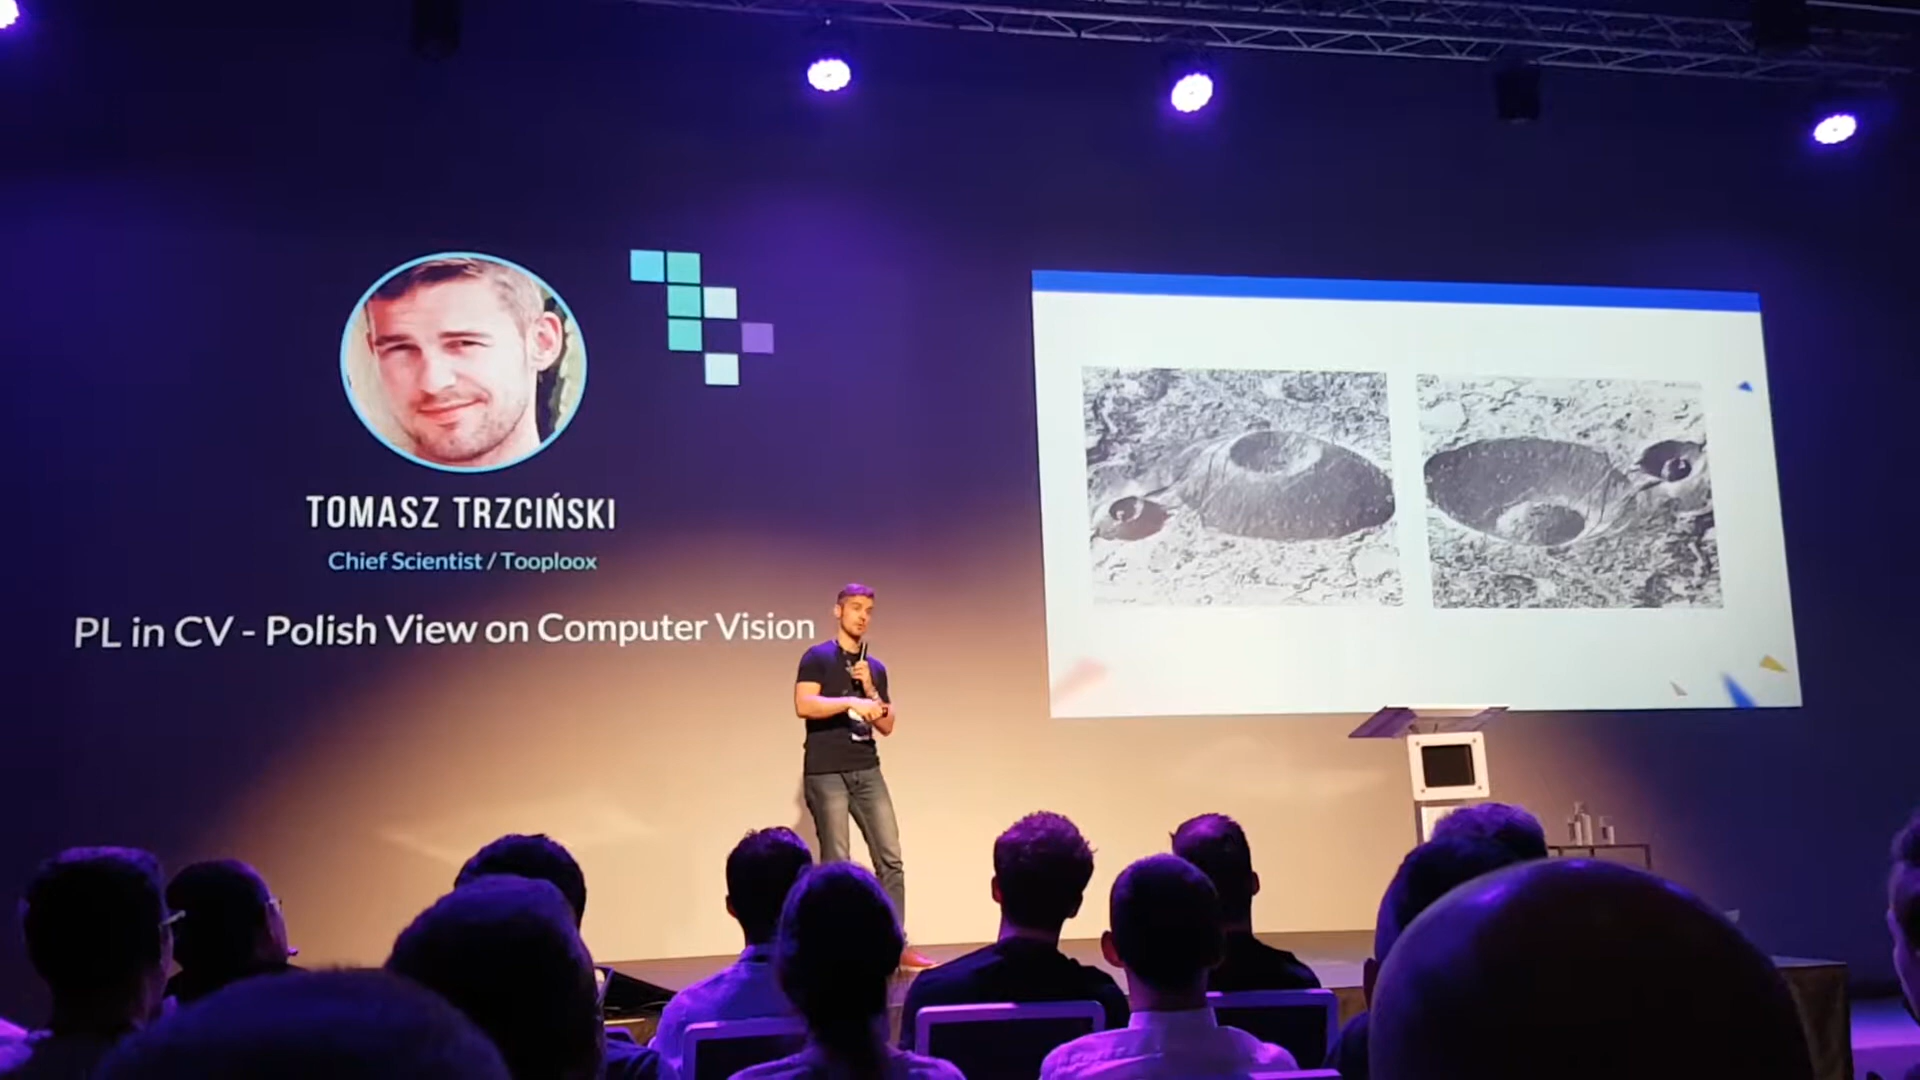 TOMASZ TRZCIŃSKI
Chief Scientist / Tooploox
PL in CV - Polish View on Computer Vision